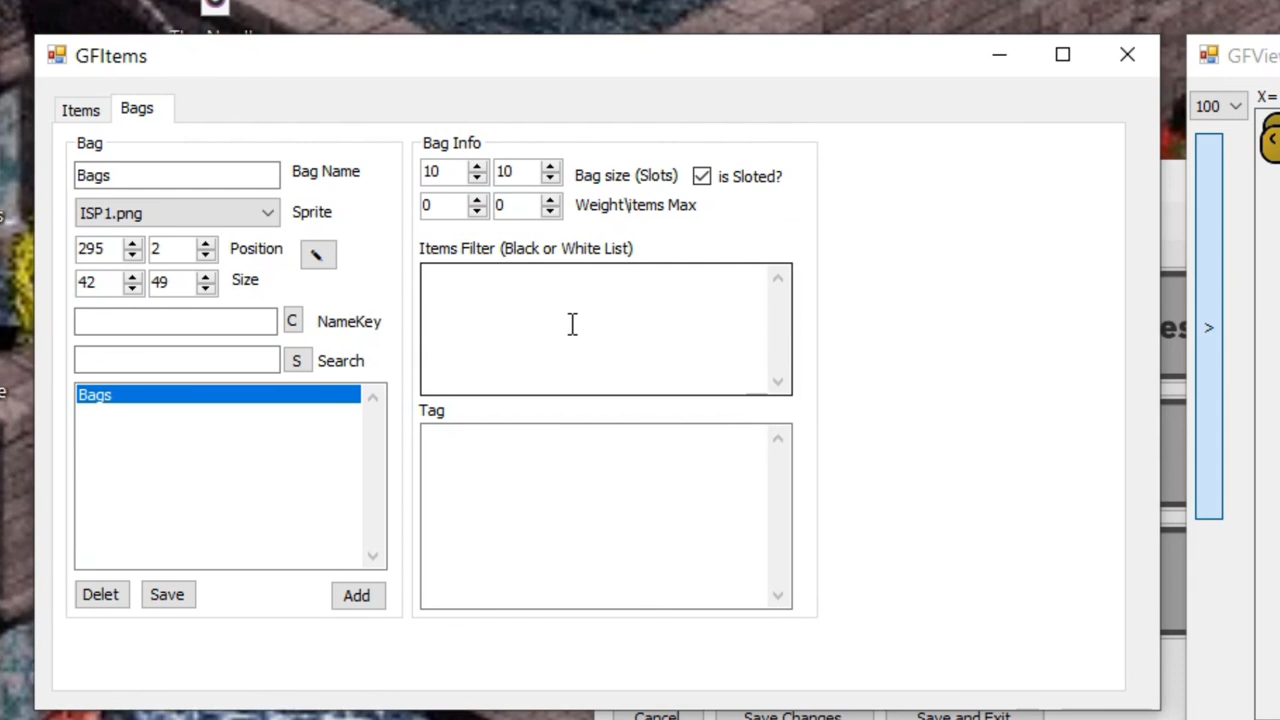 GFItems
GFVie
Items Bags
100 X=
Bag
Bags Bag Name
ISP1.png Sprite
295 2 Position
42 49 Size
C NameKey
S Search
Bags
Delet Save Add
Bag Info
10 10 Bag size (Slots) is Sloted?
0 0 Weight\items Max
Items Filter (Black or White List)
Tag
>
es
Cancel Save Changes Save and Exit